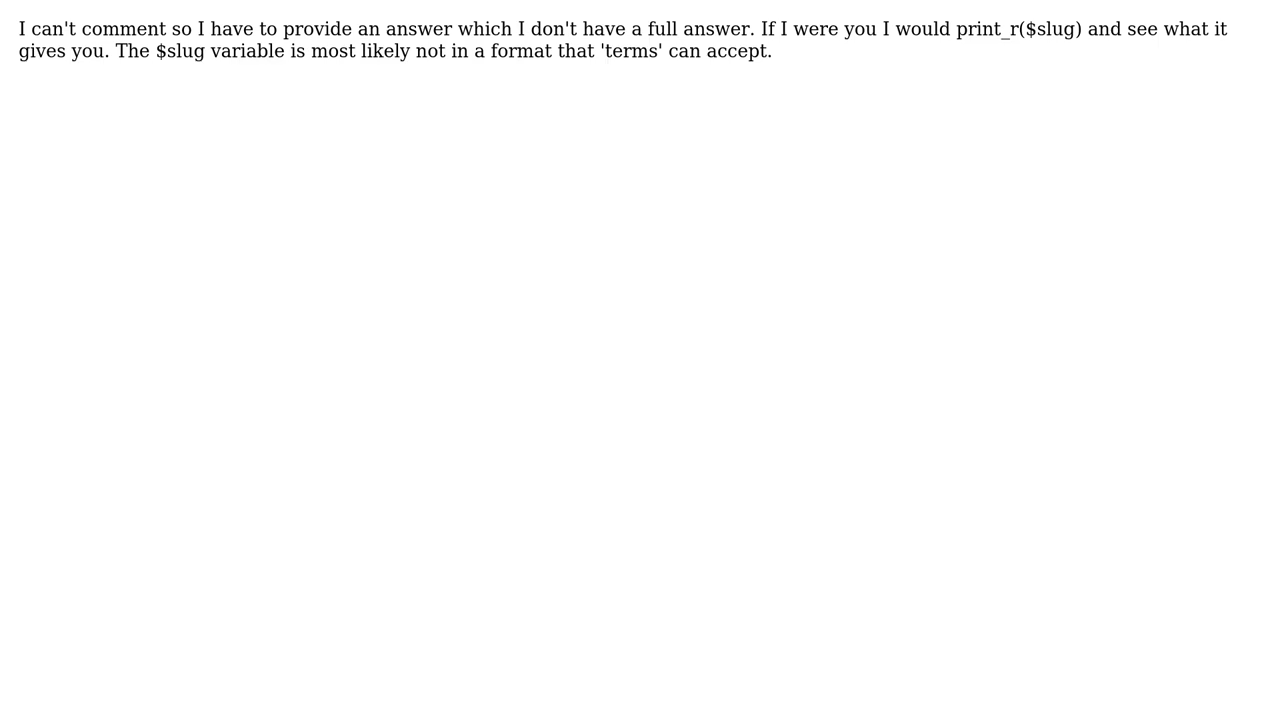 I can't comment so I have to provide an answer which I don't have a full answer. If I were you I would print_r($slug) and see what it
gives you. The $slug variable is most likely not in a format that 'terms' can accept.